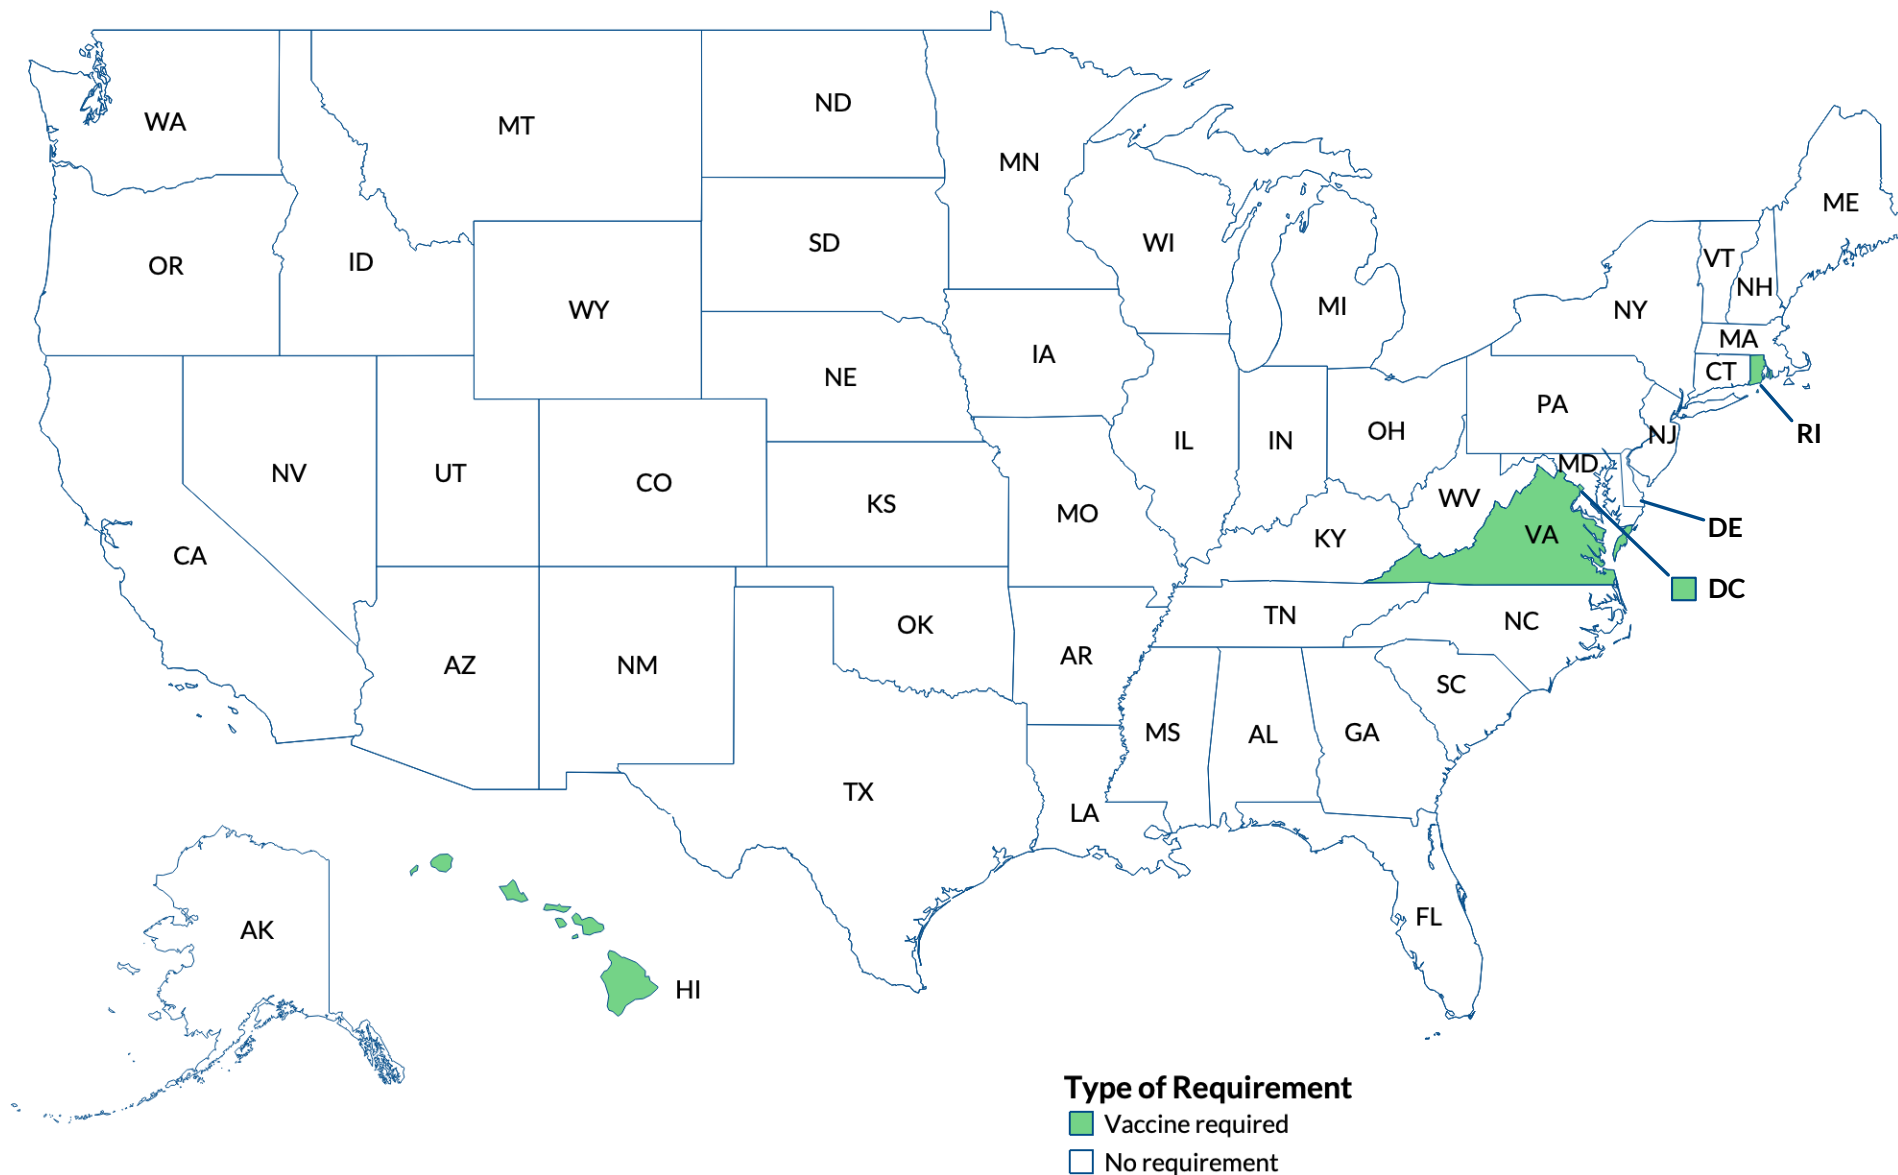 WA
MT
ND
MN
OR
ID
WY
SD
WI
MI
ME
VT
NH
NY
MA
CT
RI
IA
NE
PA
NJ
NV
UT
CO
KS
MO
IL
IN
OH
MD
WV
VA
DE
DC
CA
KY
AZ
NM
OK
AR
TN
NC
SC
TX
LA
MS
AL
GA
FL
AK
HI
Type of Requirement
Vaccine required
No requirement